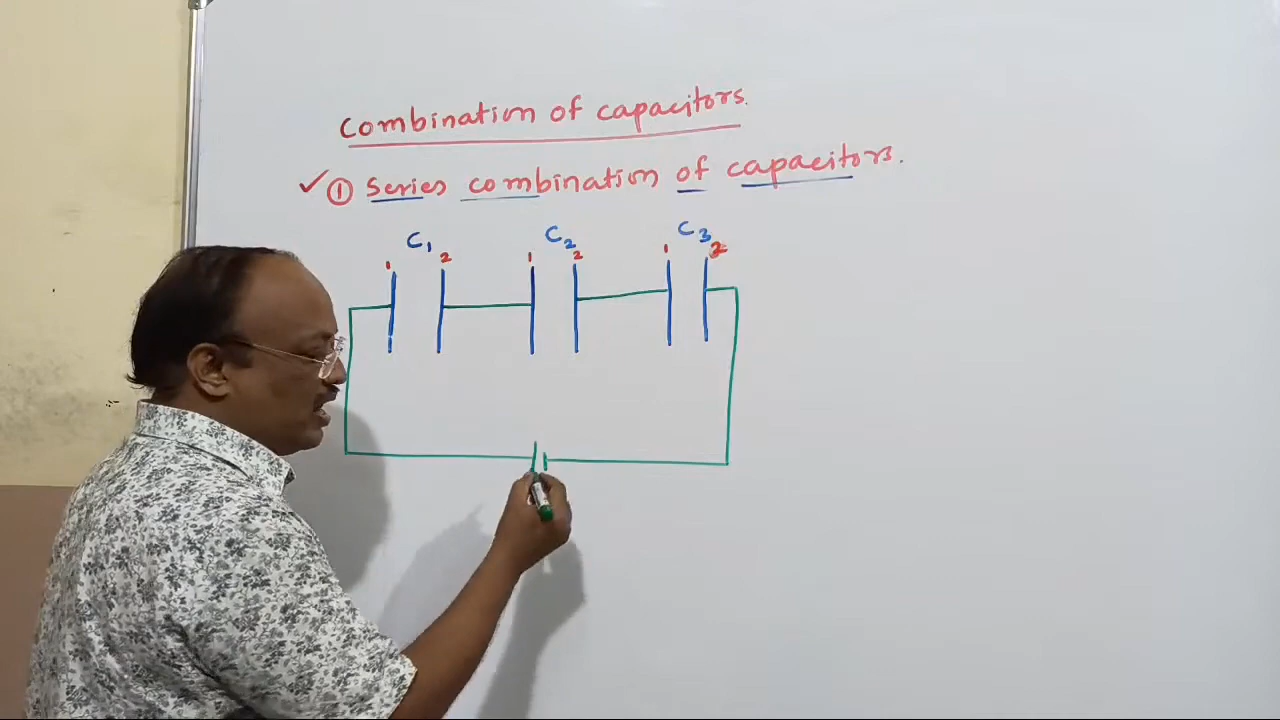 Combination of capacitors.
✓ ① Series combination of capacitors.
C₁ C₂ C₃
1 2 1 2 1 2